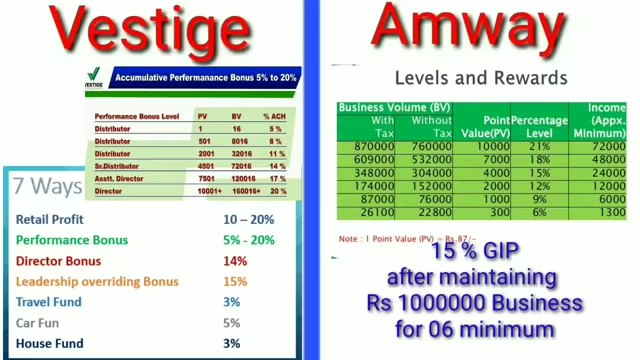 Vestige
VESTIGE
Accumulative Performanance Bonus 5% to 20%
Performance Bonus Level PV BV % ACH
Distributor 1 16 5 %
Distributor 501 8016 8 %
Distributor 2001 32016 11 %
Sr.Distributor 4501 72016 14 %
Asstt. Director 7501 120016 17 %
Director 10001+ 160016+ 20 %
7 Ways
Retail Profit 10 – 20%
Performance Bonus 5% - 20%
Director Bonus 14%
Leadership overriding Bonus 15%
Travel Fund 3%
Car Fun 5%
House Fund 3%
Amway
Levels and Rewards
Business Volume (BV) Income
With Without Point Percentage (Appx.
Tax Tax Value(PV) Level Minimum)
870000 760000 10000 21% 72000
609000 532000 7000 18% 48000
348000 304000 4000 15% 24000
174000 152000 2000 12% 12000
87000 76000 1000 9% 6000
26100 22800 300 6% 1300
Note : 1 Point Value (PV) = Rs.87/-
15 % GIP
after maintaining
Rs 1000000 Business
for 06 minimum